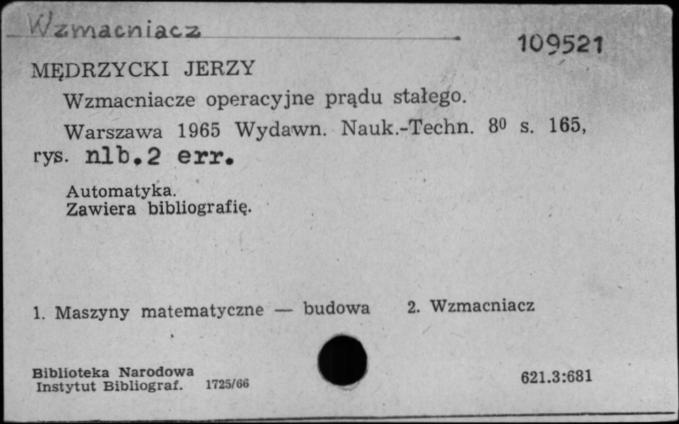 Wzmacniacz
109521
MĘDRZYCKI JERZY
Wzmacniacze operacyjne prądu stałego.
Warszawa 1965 Wydawn. Nauk.-Techn. 8⁰ s. 165,
rys. nlb.2 err.
Automatyka.
Zawiera bibliografię.
1. Maszyny matematyczne — budowa 2. Wzmacniacz
Biblioteka Narodowa
Instytut Bibliograf. 1725/66
621.3:681